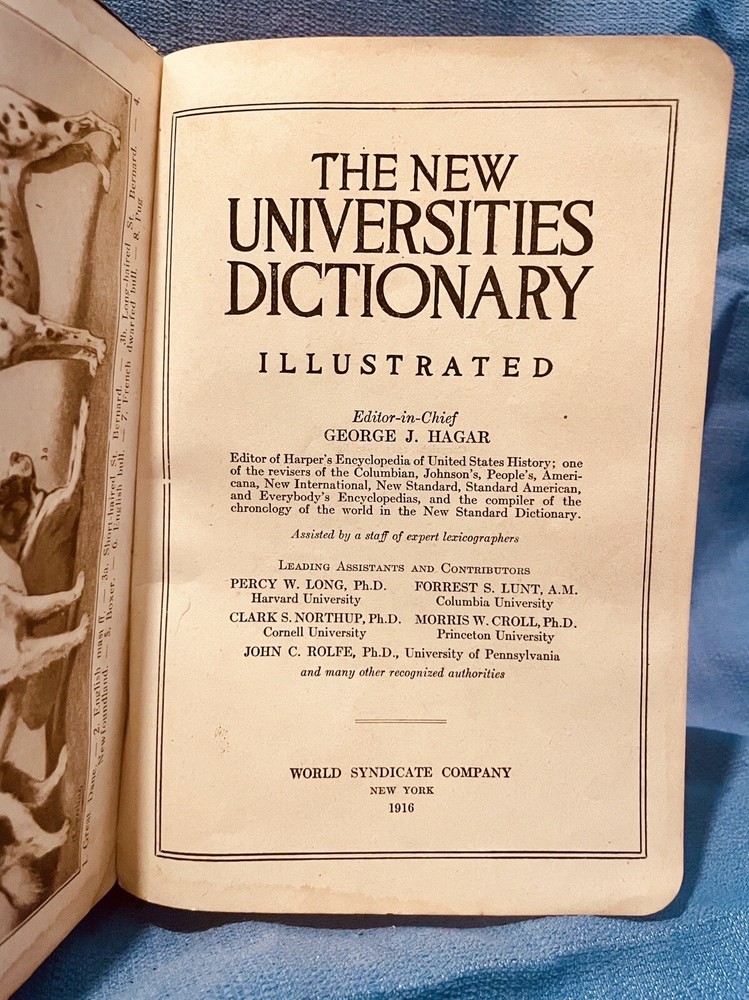 THE NEW
UNIVERSITIES
DICTIONARY
ILLUSTRATED
Editor-in-Chief
GEORGE J. HAGAR
Editor of Harper's Encyclopedia of United States History; one
of the revisers of the Columbian, Johnson's, People's, Ameri-
cana, New International, New Standard, Standard American,
and Everybody's Encyclopedias, and the compiler of the
chronology of the world in the New Standard Dictionary.
Assisted by a staff of expert lexicographers
LEADING ASSISTANTS AND CONTRIBUTORS
PERCY W. LONG, Ph.D. FORREST S. LUNT, A.M.
Harvard University Columbia University
CLARK S. NORTHUP, Ph.D. MORRIS W. CROLL, Ph.D.
Cornell University Princeton University
JOHN C. ROLFE, Ph.D., University of Pennsylvania
and many other recognized authorities
WORLD SYNDICATE COMPANY
NEW YORK
1916
1. Great Dane. — 2. English mastiff. — 3a. Short-haired St. Bernard. — 3b. Long-haired St. Bernard. — 4.
Newfoundland. — 5. Boxer. — 6. English bull. — 7. French dwarfed bull. — 8. Pug.
3a